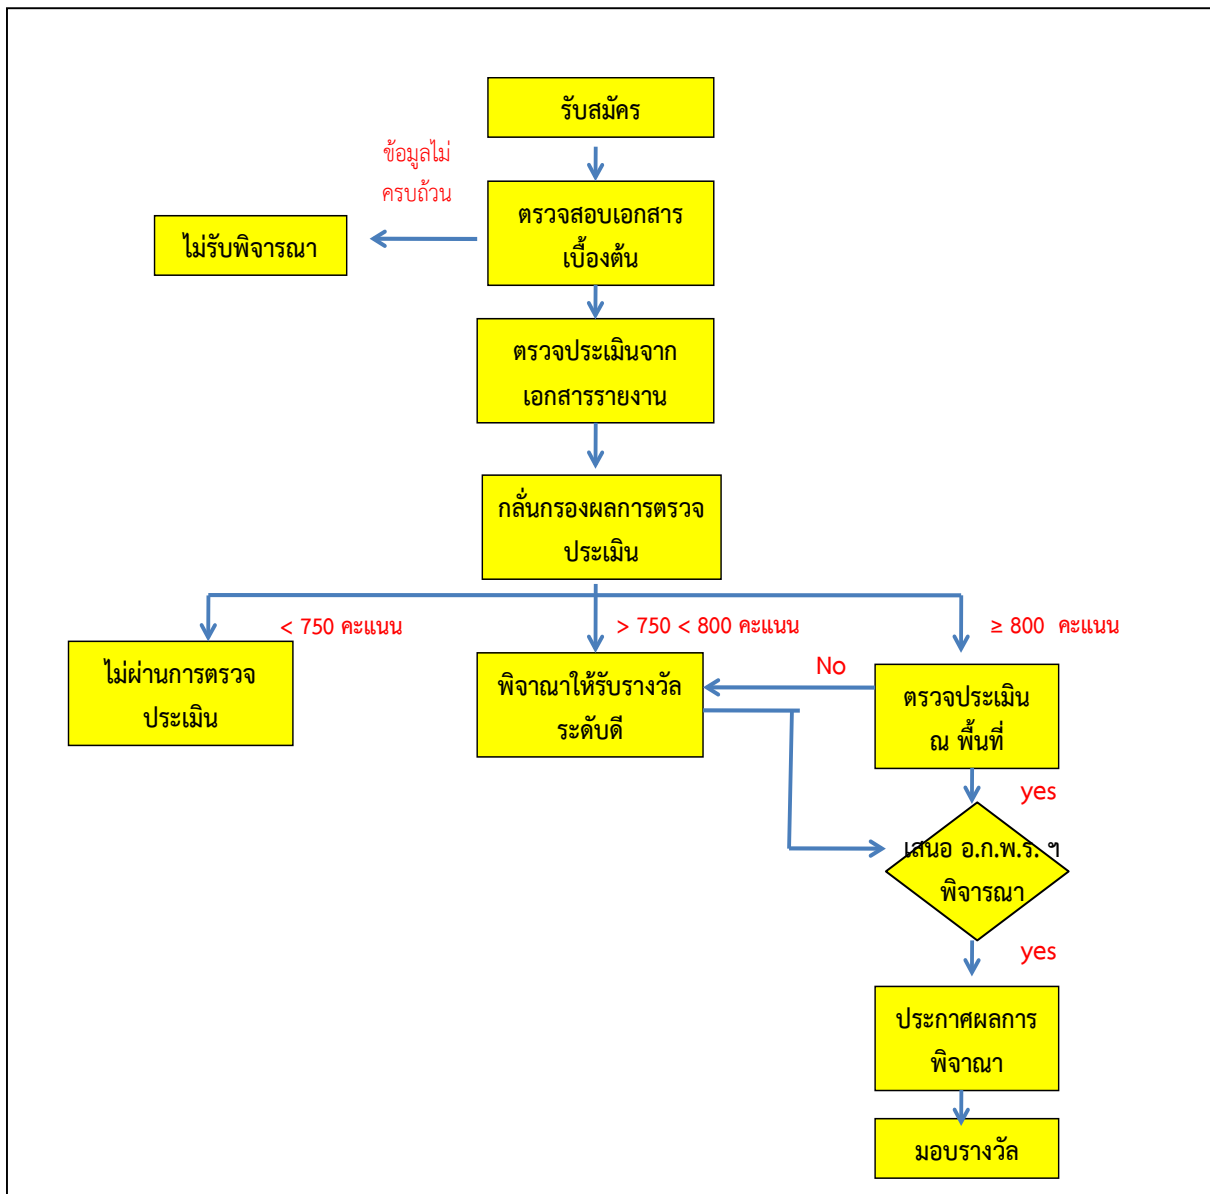 รับสมัคร
ข้อมูลไม่
ครบถ้วน
ตรวจสอบเอกสาร
เบื้องต้น
ไม่รับพิจารณา
ตรวจประเมินจาก
เอกสารรายงาน
กลั่นกรองผลการตรวจ
ประเมิน
< 750 คะแนน
> 750 < 800 คะแนน
≥ 800 คะแนน
ไม่ผ่านการตรวจ
ประเมิน
พิจาณาให้รับรางวัล
ระดับดี
No
ตรวจประเมิน
ณ พื้นที่
yes
เสนอ อ.ก.พ.ร. ฯ
พิจารณา
yes
ประกาศผลการ
พิจาณา
มอบรางวัล